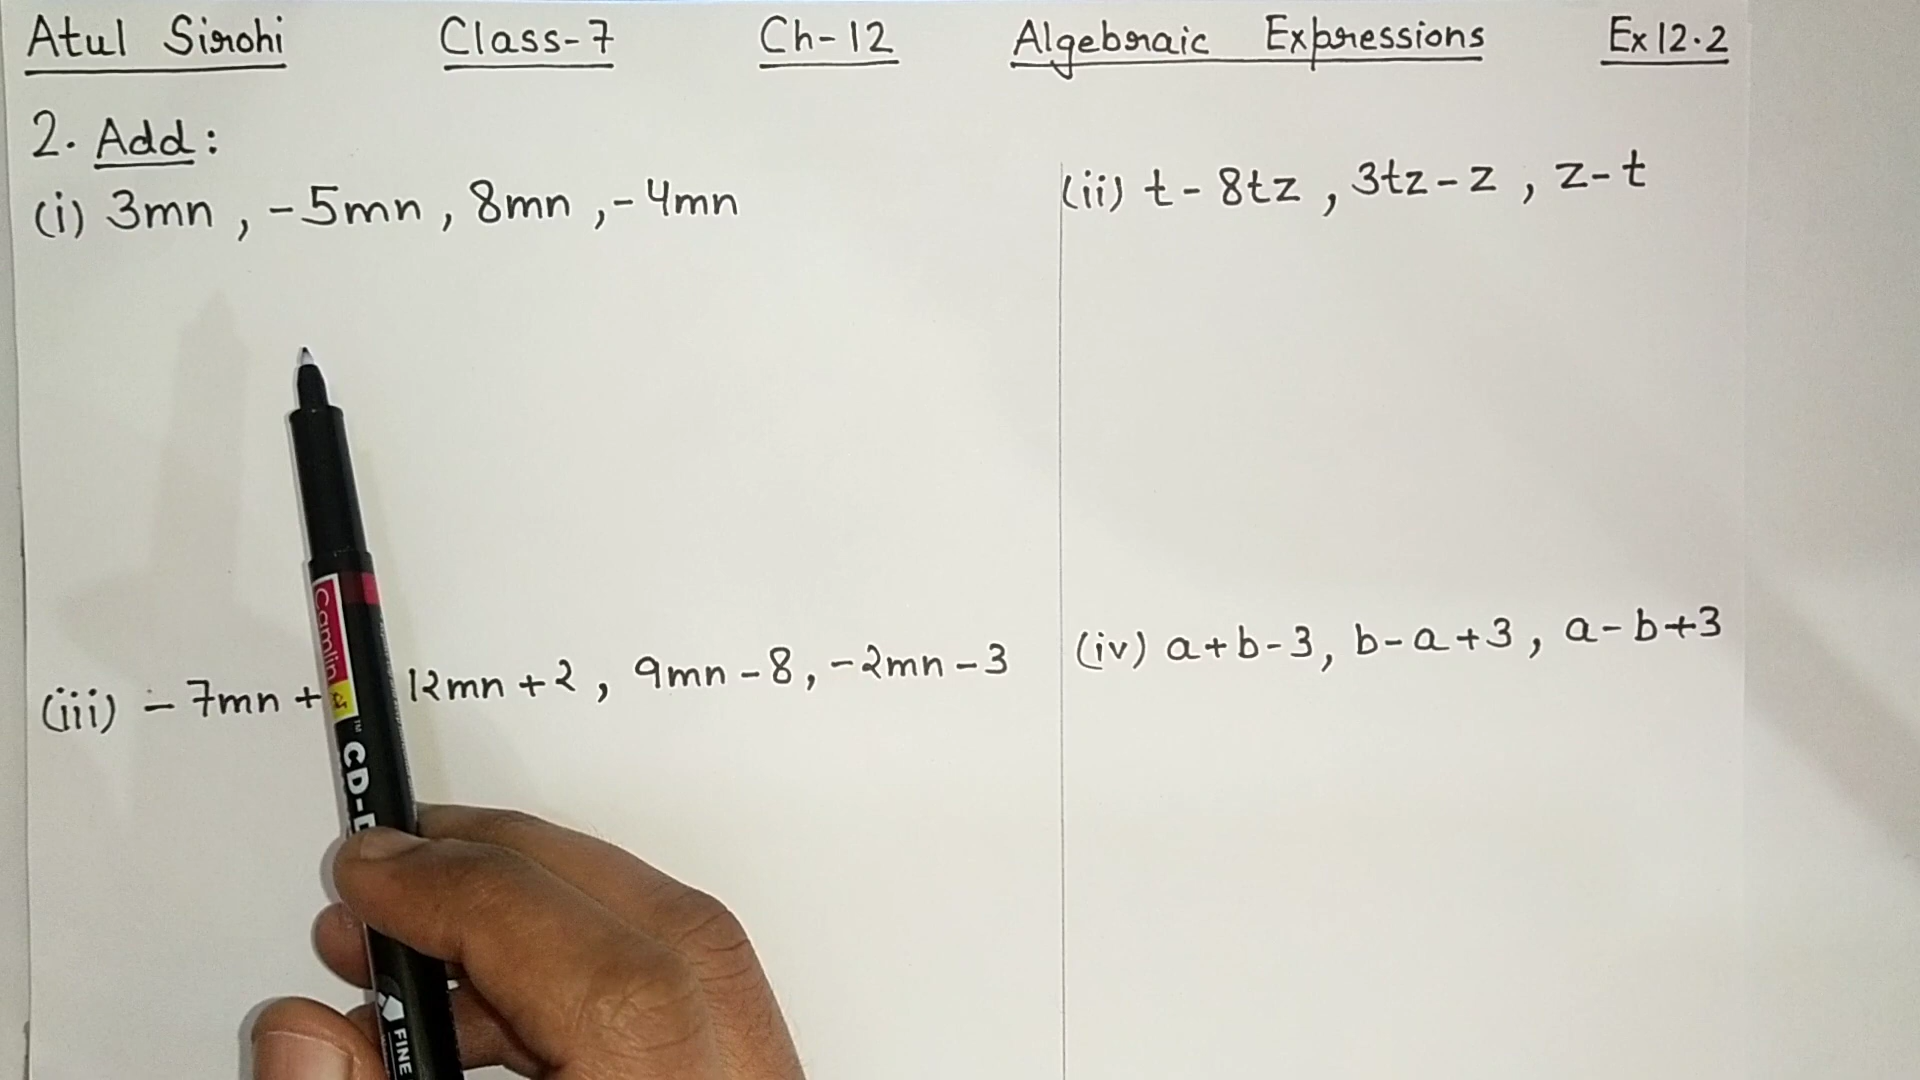 Atul Sirohi Class-7 Ch-12 Algebraic Expressions Ex 12.2
2. Add:
(i) 3mn, -5mn, 8mn, -4mn
(ii) t-8tz, 3tz-z, z-t
(iii) -7mn+ 12mn+2, 9mn-8, -2mn-3
(iv) a+b-3, b-a+3, a-b+3
Camlin
CD-
FINE